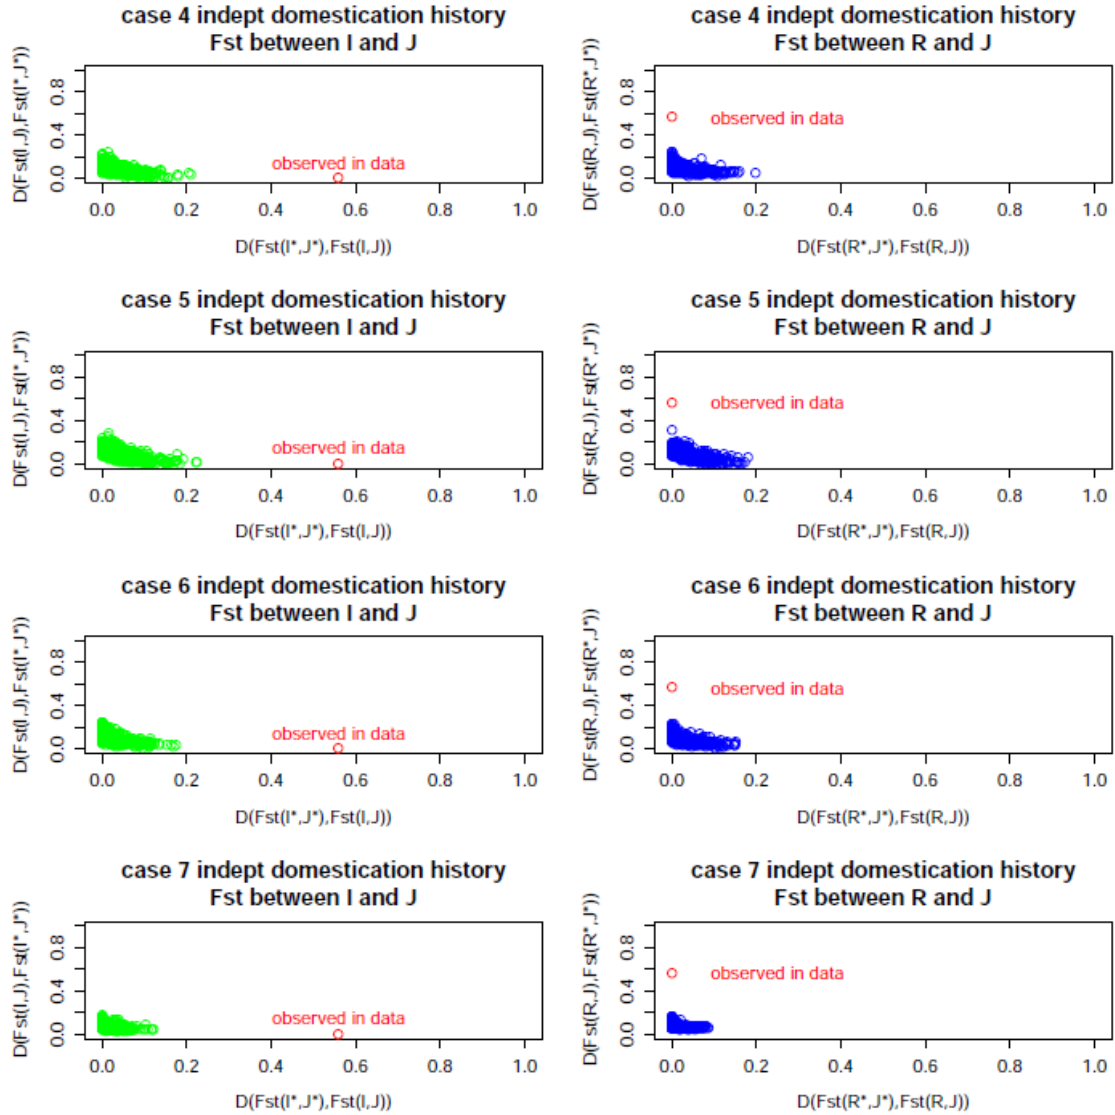 case 4 indept domestication history
Fst between I and J
D(Fst(I,J),Fst(I*,J*))
0.8
0.4
0.0
observed in data
0.0 0.2 0.4 0.6 0.8 1.0
D(Fst(I*,J*),Fst(I,J))
case 4 indept domestication history
Fst between R and J
D(Fst(R,J),Fst(R*,J*))
0.8
0.4
0.0
observed in data
0.0 0.2 0.4 0.6 0.8 1.0
D(Fst(R*,J*),Fst(R,J))
case 5 indept domestication history
Fst between I and J
D(Fst(I,J),Fst(I*,J*))
0.8
0.4
0.0
observed in data
0.0 0.2 0.4 0.6 0.8 1.0
D(Fst(I*,J*),Fst(I,J))
case 5 indept domestication history
Fst between R and J
D(Fst(R,J),Fst(R*,J*))
0.8
0.4
0.0
observed in data
0.0 0.2 0.4 0.6 0.8 1.0
D(Fst(R*,J*),Fst(R,J))
case 6 indept domestication history
Fst between I and J
D(Fst(I,J),Fst(I*,J*))
0.8
0.4
0.0
observed in data
0.0 0.2 0.4 0.6 0.8 1.0
D(Fst(I*,J*),Fst(I,J))
case 6 indept domestication history
Fst between R and J
D(Fst(R,J),Fst(R*,J*))
0.8
0.4
0.0
observed in data
0.0 0.2 0.4 0.6 0.8 1.0
D(Fst(R*,J*),Fst(R,J))
case 7 indept domestication history
Fst between I and J
D(Fst(I,J),Fst(I*,J*))
0.8
0.4
0.0
observed in data
0.0 0.2 0.4 0.6 0.8 1.0
D(Fst(I*,J*),Fst(I,J))
case 7 indept domestication history
Fst between R and J
D(Fst(R,J),Fst(R*,J*))
0.8
0.4
0.0
observed in data
0.0 0.2 0.4 0.6 0.8 1.0
D(Fst(R*,J*),Fst(R,J))